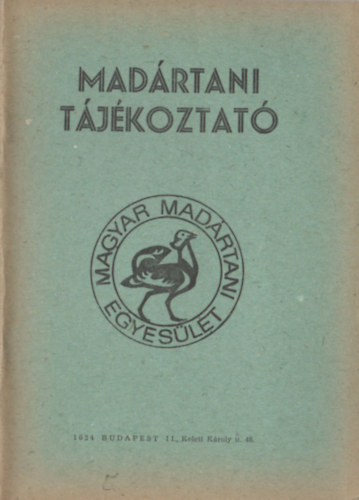 MADÁRTANI
TÁJÉKOZTATÓ
MAGYAR MADÁRTANI
EGYESÜLET
1024 BUDAPEST II., Keleti Károly u. 48.